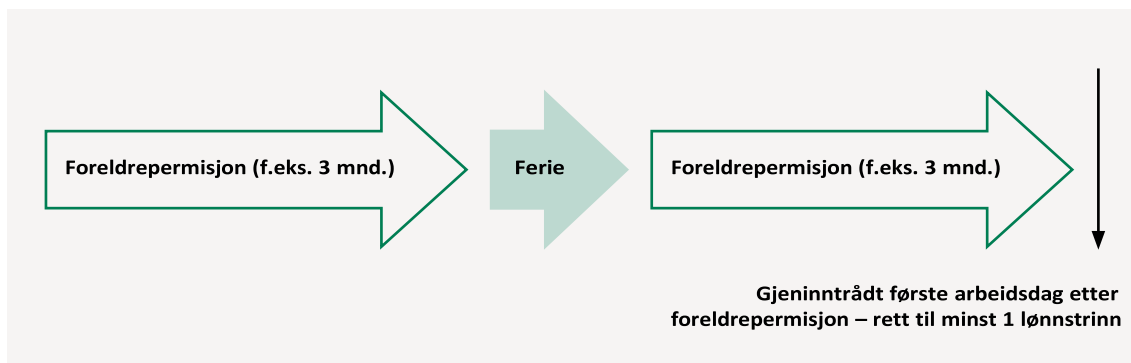 Foreldrepermisjon (f.eks. 3 mnd.)
Ferie
Foreldrepermisjon (f.eks. 3 mnd.)
Gjeninntrådt første arbeidsdag etter
foreldrepermisjon – rett til minst 1 lønnstrinn